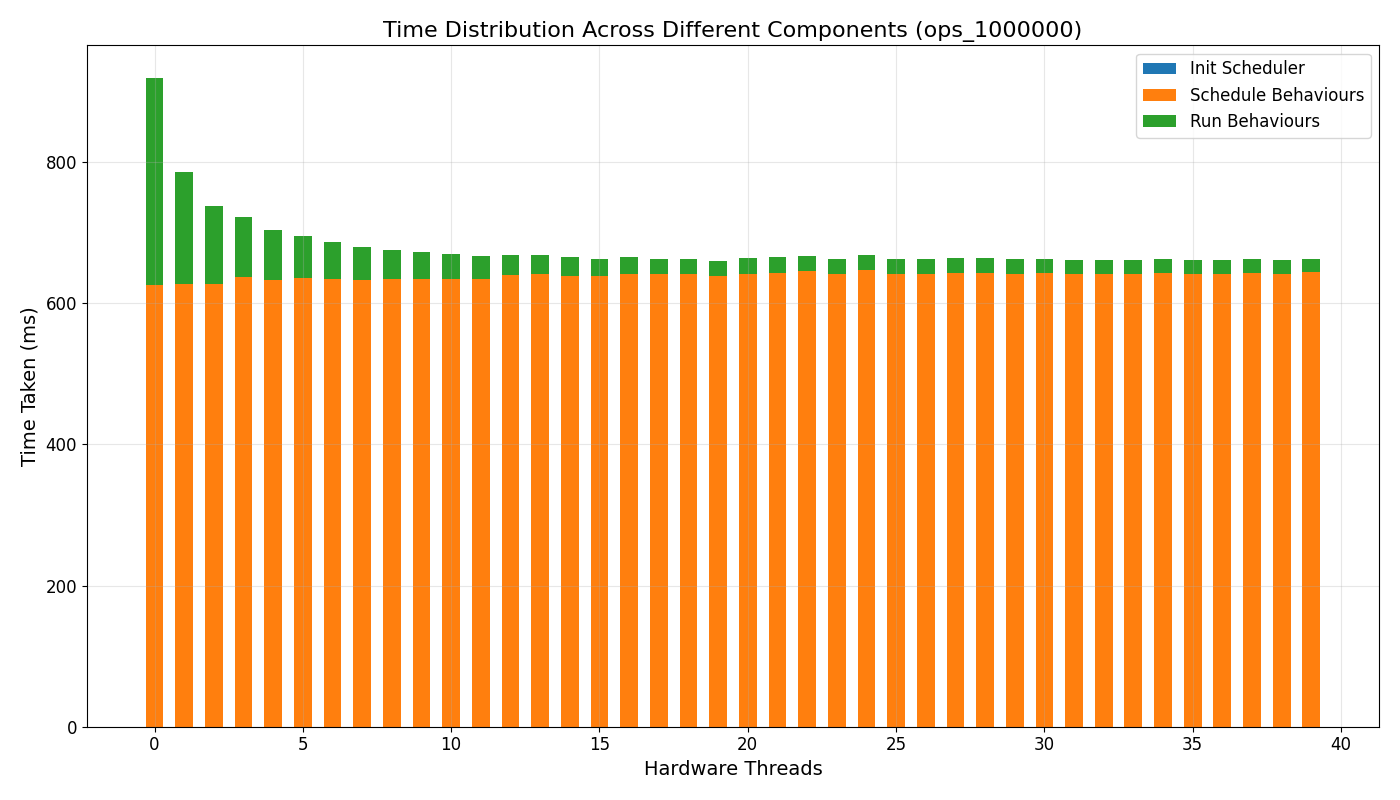 Time Distribution Across Different Components (ops_1000000)
Init Scheduler
Schedule Behaviours
Run Behaviours
Time Taken (ms)
800
600
400
200
0
0 5 10 15 20 25 30 35 40
Hardware Threads